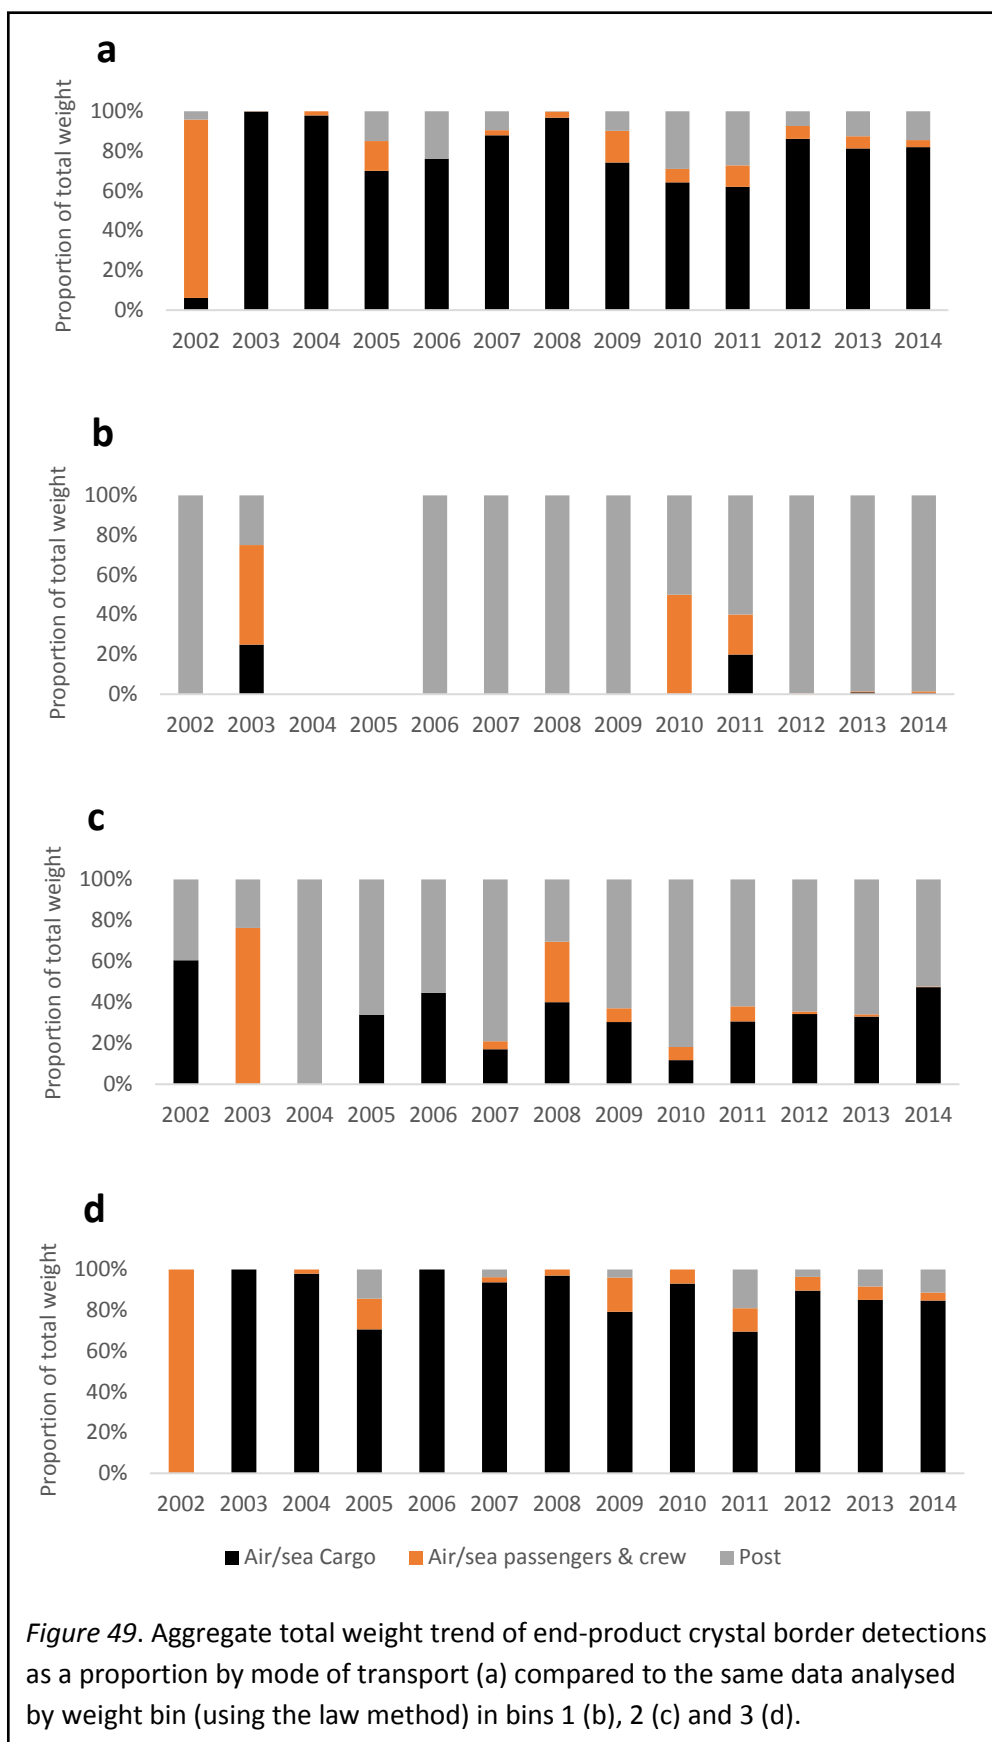 a
Proportion of total weight
100%
80%
60%
40%
20%
0%
2002 2003 2004 2005 2006 2007 2008 2009 2010 2011 2012 2013 2014
b
Proportion of total weight
100%
80%
60%
40%
20%
0%
2002 2003 2004 2005 2006 2007 2008 2009 2010 2011 2012 2013 2014
c
Proportion of total weight
100%
80%
60%
40%
20%
0%
2002 2003 2004 2005 2006 2007 2008 2009 2010 2011 2012 2013 2014
d
Proportion of total weight
100%
80%
60%
40%
20%
0%
2002 2003 2004 2005 2006 2007 2008 2009 2010 2011 2012 2013 2014
Air/sea Cargo Air/sea passengers & crew Post
Figure 49. Aggregate total weight trend of end-product crystal border detections
as a proportion by mode of transport (a) compared to the same data analysed
by weight bin (using the law method) in bins 1 (b), 2 (c) and 3 (d).